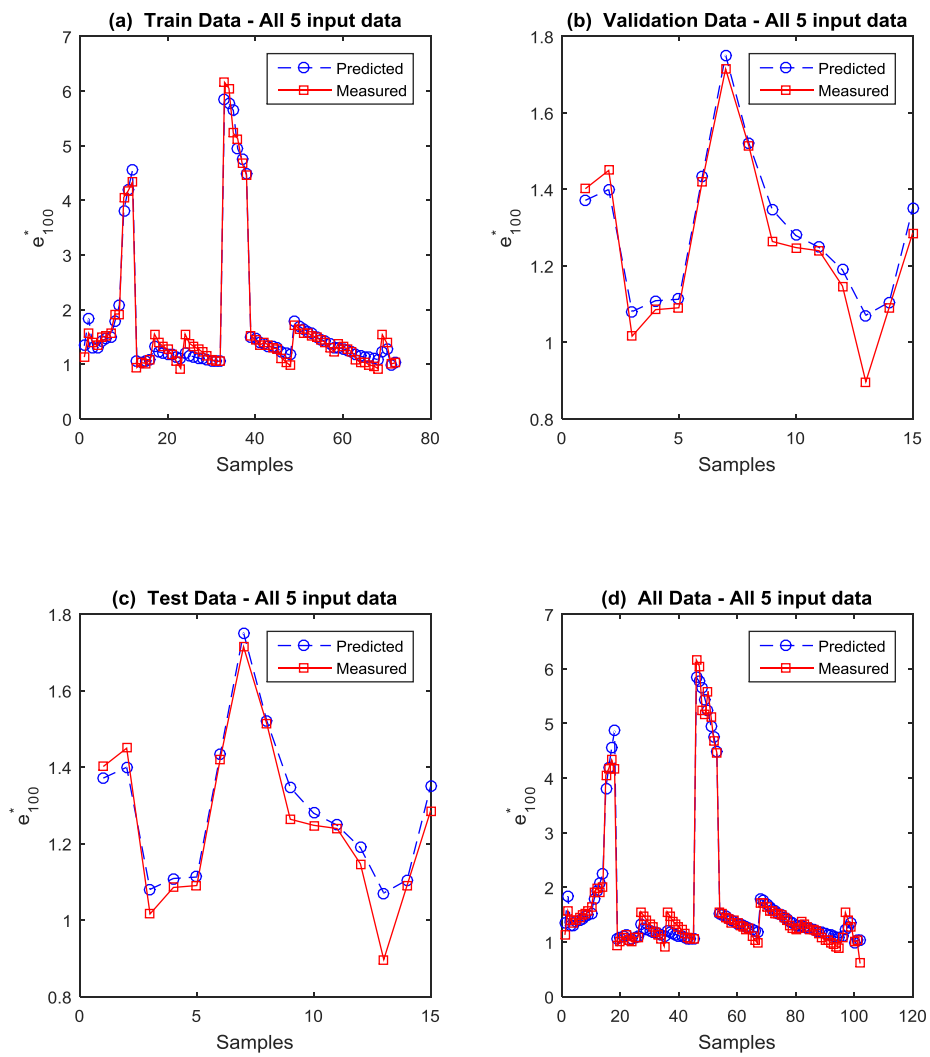 (a) Train Data - All 5 input data
7
6
5
4
3
2
1
0
e*100
Predicted
Measured
0 20 40 60 80
Samples
(b) Validation Data - All 5 input data
1.8
1.6
1.4
1.2
1
0.8
e*100
Predicted
Measured
0 5 10 15
Samples
(c) Test Data - All 5 input data
1.8
1.6
1.4
1.2
1
0.8
e*100
Predicted
Measured
0 5 10 15
Samples
(d) All Data - All 5 input data
7
6
5
4
3
2
1
0
e*100
Predicted
Measured
0 20 40 60 80 100 120
Samples